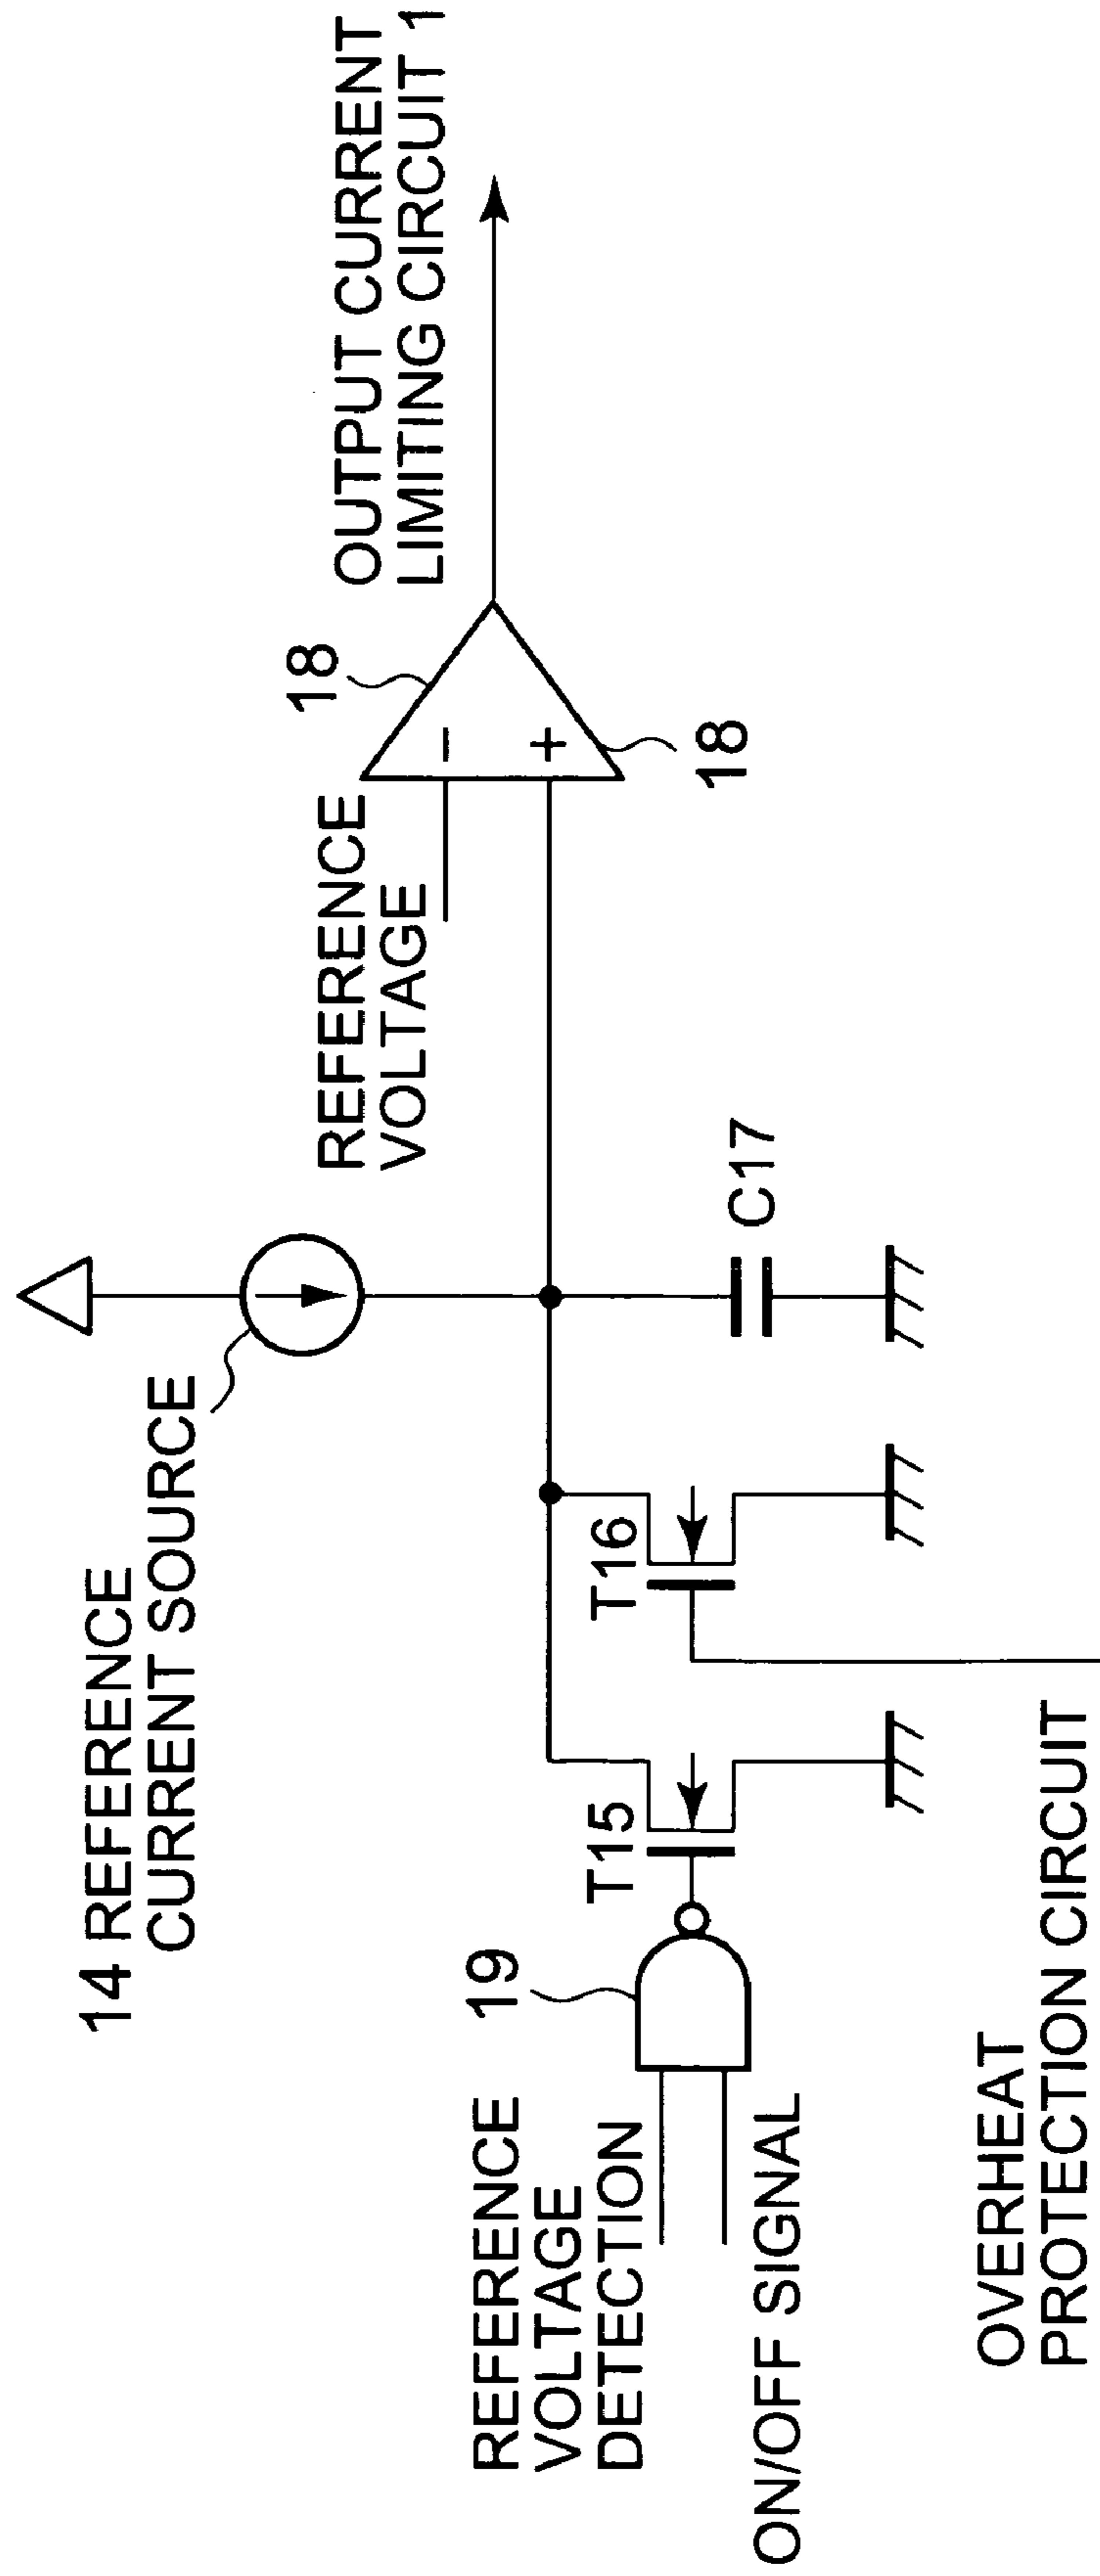 14 REFERENCE
CURRENT SOURCE
REFERENCE
VOLTAGE
18
OUTPUT CURRENT
LIMITING CIRCUIT 1
−
+
18
REFERENCE
VOLTAGE
DETECTION
19
T15
T16
C17
ON/OFF SIGNAL
OVERHEAT
PROTECTION CIRCUIT